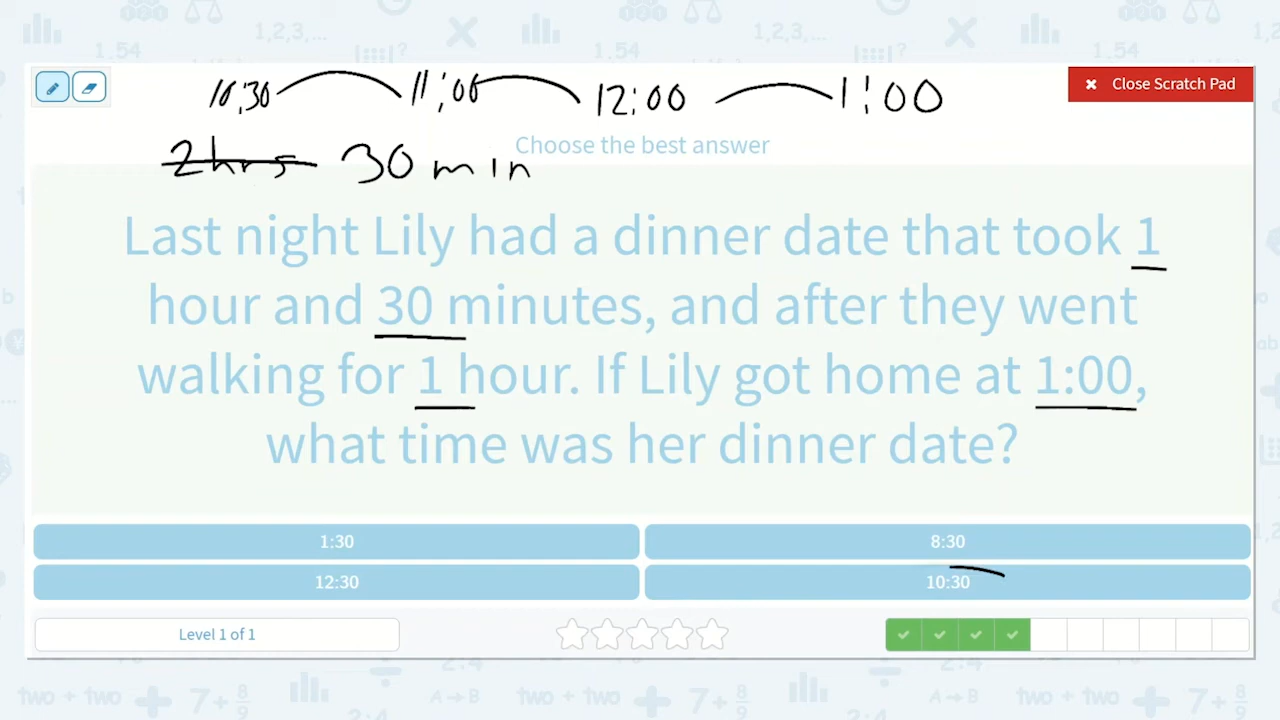 10:30 11:00 12:00 1:00
Close Scratch Pad
Choose the best answer
2hrs 30 min
Last night Lily had a dinner date that took 1
hour and 30 minutes, and after they went
walking for 1 hour. If Lily got home at 1:00,
what time was her dinner date?
1:30
8:30
12:30
10:30
Level 1 of 1